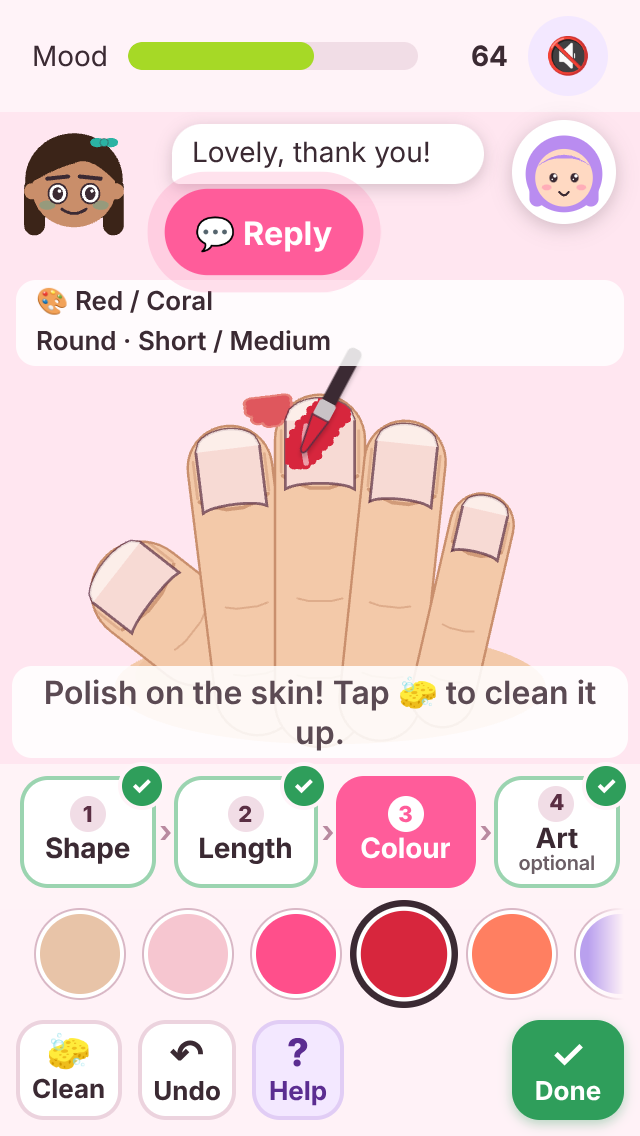 Mood
64
Lovely, thank you!
💬 Reply
🎨 Red / Coral
Round · Short / Medium
Polish on the skin! Tap 🧽 to clean it
up.
1
Shape
›
2
Length
›
3
Colour
›
4
Art
optional
Clean
Undo
?
Help
Done